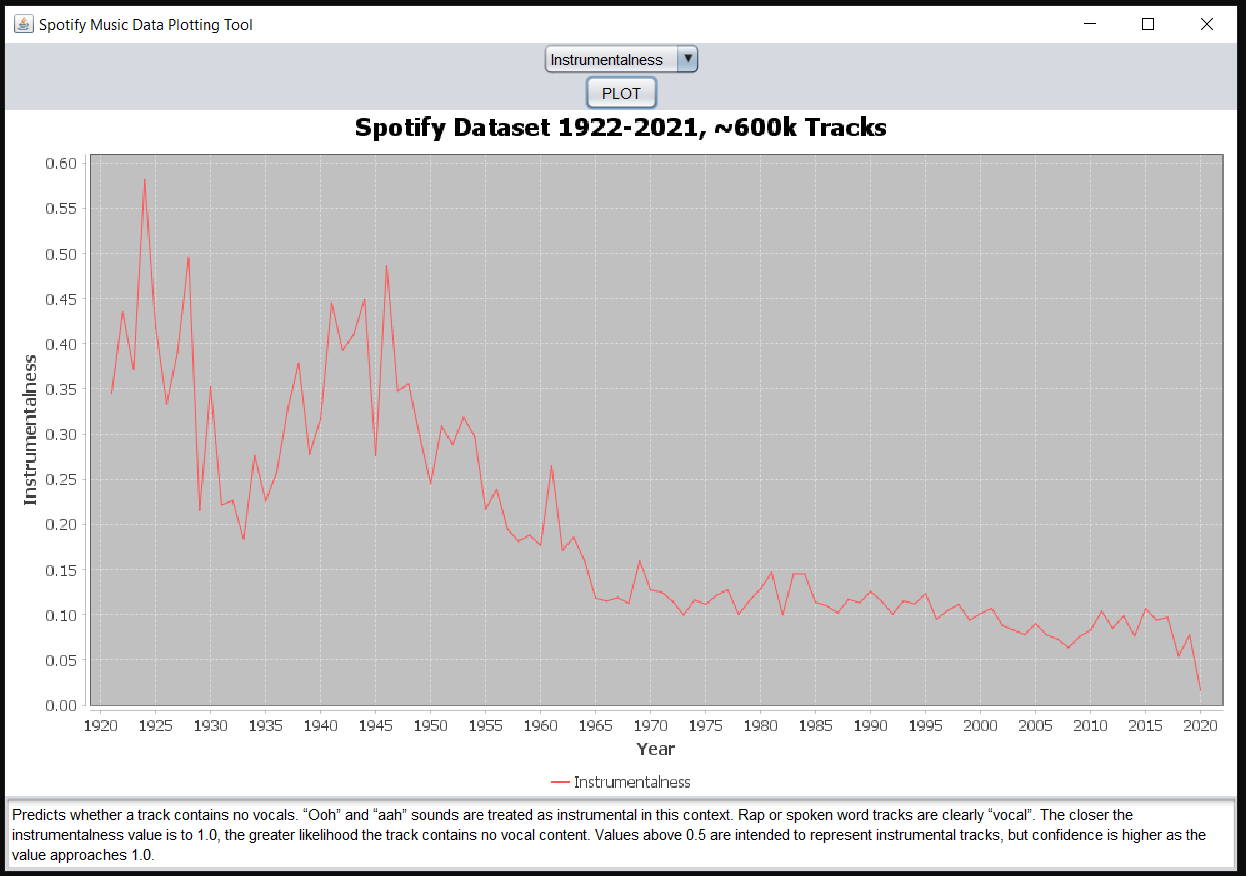 Spotify Music Data Plotting Tool
Instrumentalness
PLOT
Spotify Dataset 1922-2021, ~600k Tracks
0.60
0.55
0.50
0.45
0.40
0.35
0.30
0.25
0.20
0.15
0.10
0.05
0.00
Instrumentalness
1920 1925 1930 1935 1940 1945 1950 1955 1960 1965 1970 1975 1980 1985 1990 1995 2000 2005 2010 2015 2020
Year
Instrumentalness
Predicts whether a track contains no vocals. “Ooh” and “aah” sounds are treated as instrumental in this context. Rap or spoken word tracks are clearly “vocal”. The closer the
instrumentalness value is to 1.0, the greater likelihood the track contains no vocal content. Values above 0.5 are intended to represent instrumental tracks, but confidence is higher as the
value approaches 1.0.